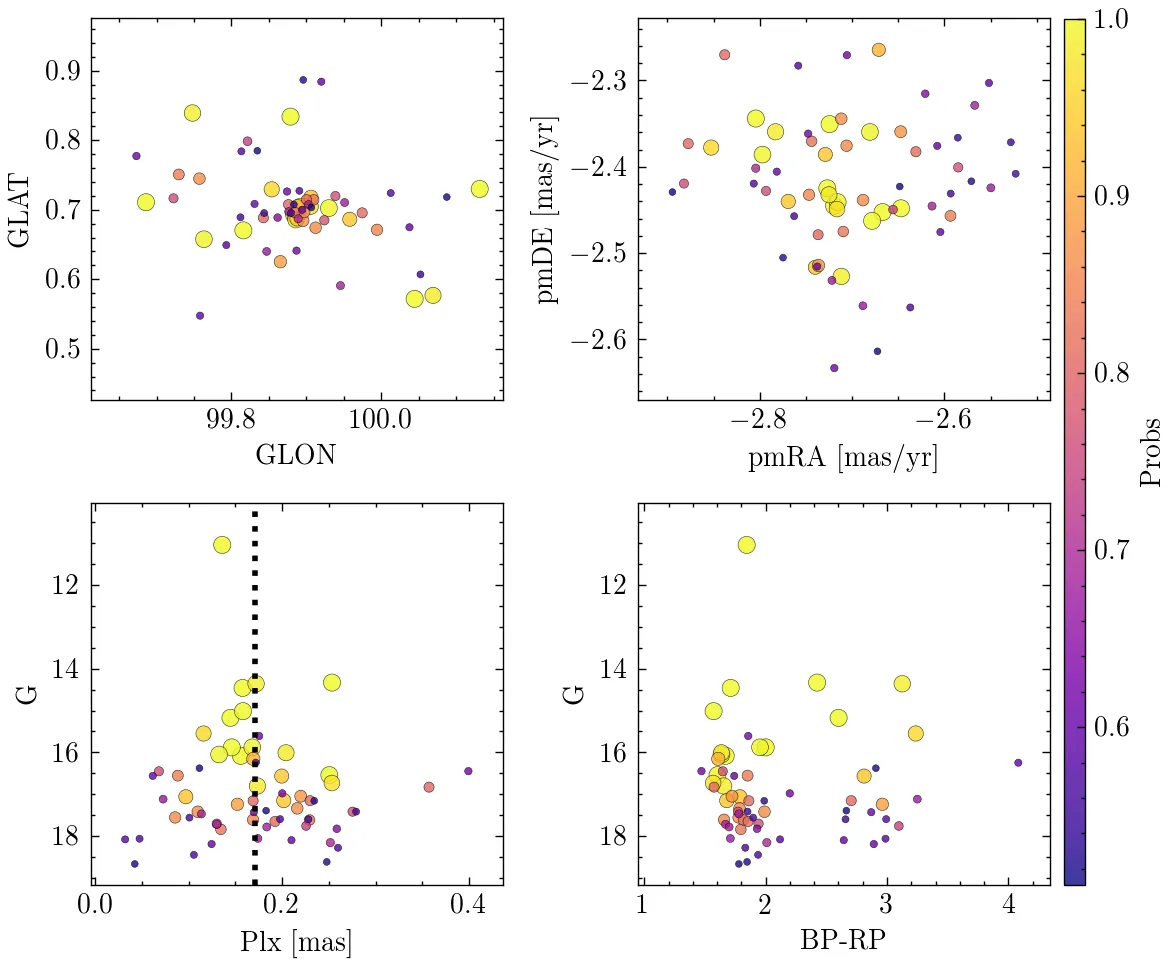 0.9
0.8
0.7
0.6
0.5
GLAT
99.8 100.0
GLON
−2.3
−2.4
−2.5
−2.6
pmDE [mas/yr]
−2.8 −2.6
pmRA [mas/yr]
1.0
0.9
0.8
0.7
0.6
Probs
12
14
16
18
G
0.0 0.2 0.4
Plx [mas]
12
14
16
18
G
1 2 3 4
BP-RP